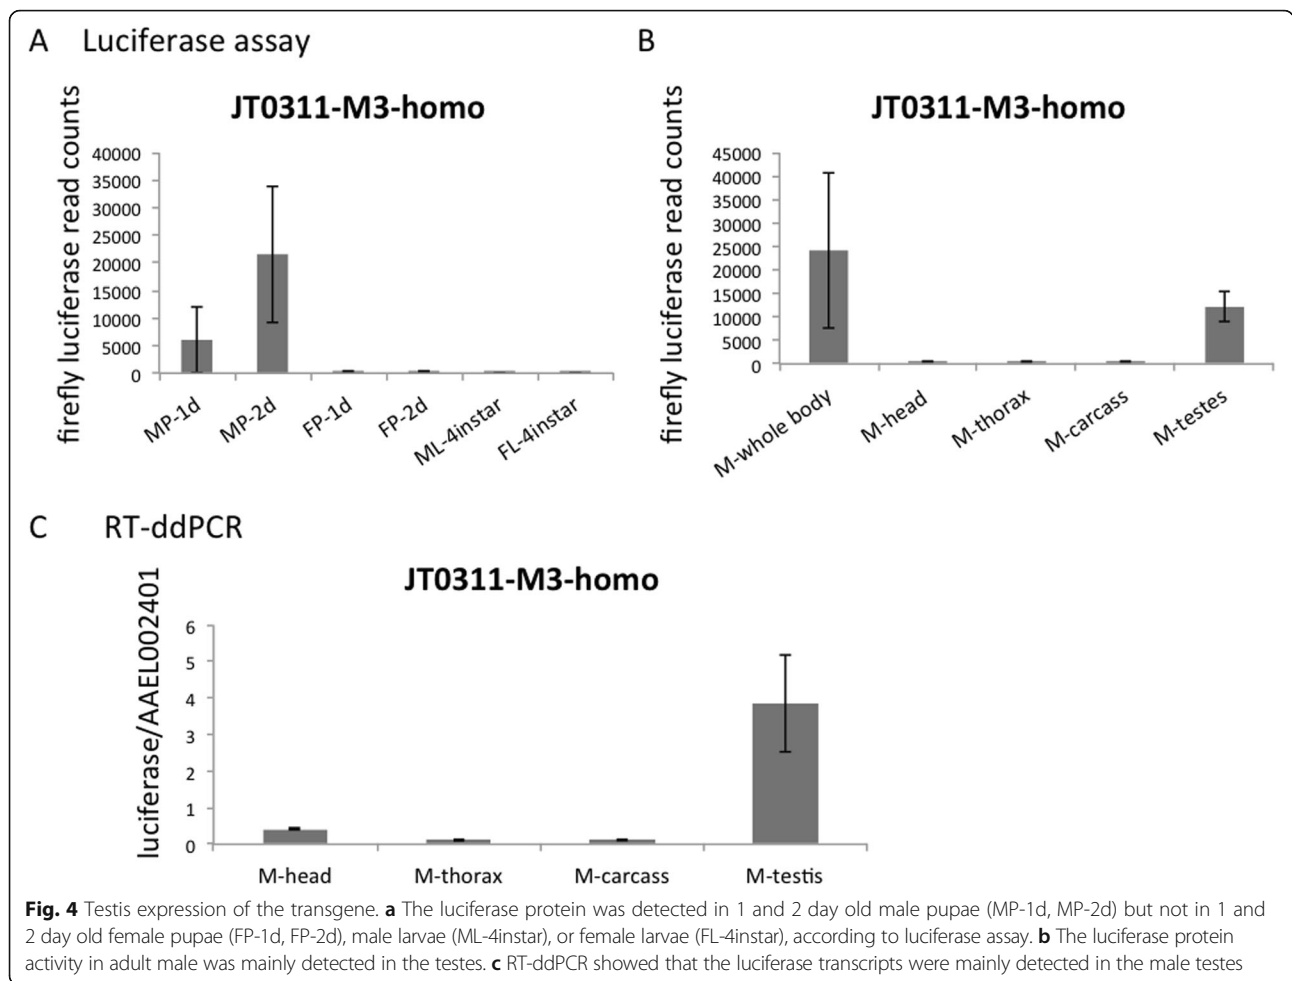 A Luciferase assay
JT0311-M3-homo
firefly luciferase read counts
40000
35000
30000
25000
20000
15000
10000
5000
0
MP-1d
MP-2d
FP-1d
FP-2d
ML-4instar
FL-4instar
B
JT0311-M3-homo
firefly luciferase read counts
45000
40000
35000
30000
25000
20000
15000
10000
5000
0
M-whole body
M-head
M-thorax
M-carcass
M-testes
C RT-ddPCR
JT0311-M3-homo
luciferase/AAEL002401
6
5
4
3
2
1
0
M-head
M-thorax
M-carcass
M-testis
Fig. 4 Testis expression of the transgene. a The luciferase protein was detected in 1 and 2 day old male pupae (MP-1d, MP-2d) but not in 1 and
2 day old female pupae (FP-1d, FP-2d), male larvae (ML-4instar), or female larvae (FL-4instar), according to luciferase assay. b The luciferase protein
activity in adult male was mainly detected in the testes. c RT-ddPCR showed that the luciferase transcripts were mainly detected in the male testes